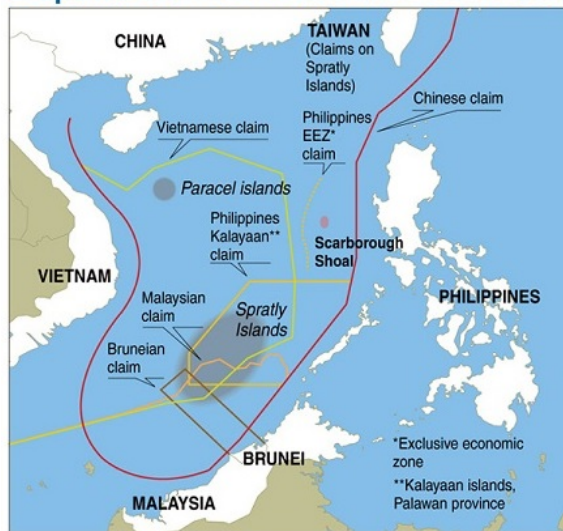 CHINA
TAIWAN
(Claims on
Spratly
Islands)
Chinese claim
Philippines
EEZ*
claim
Vietnamese claim
Paracel islands
Philippines
Kalayaan**
claim
Scarborough
Shoal
VIETNAM
Malaysian
claim
Spratly
Islands
PHILIPPINES
Bruneian
claim
BRUNEI
MALAYSIA
*Exclusive economic
zone
**Kalayaan islands,
Palawan province